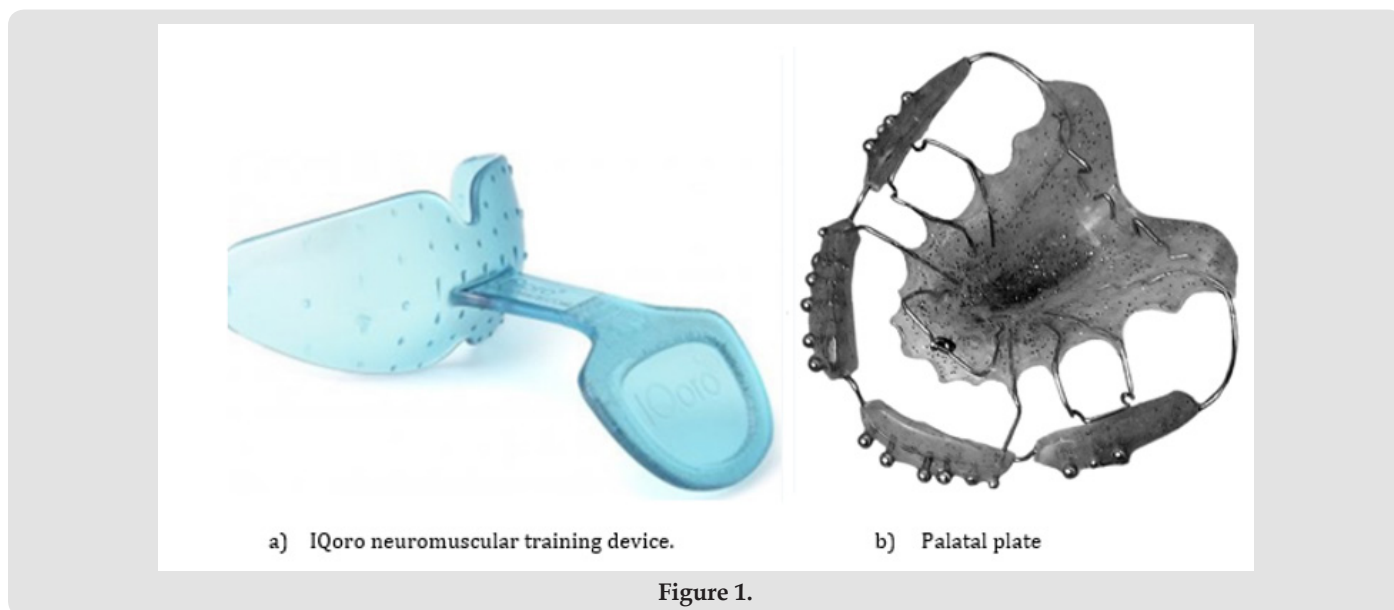 IQoro
a) IQoro neuromuscular training device.
b) Palatal plate
Figure 1.